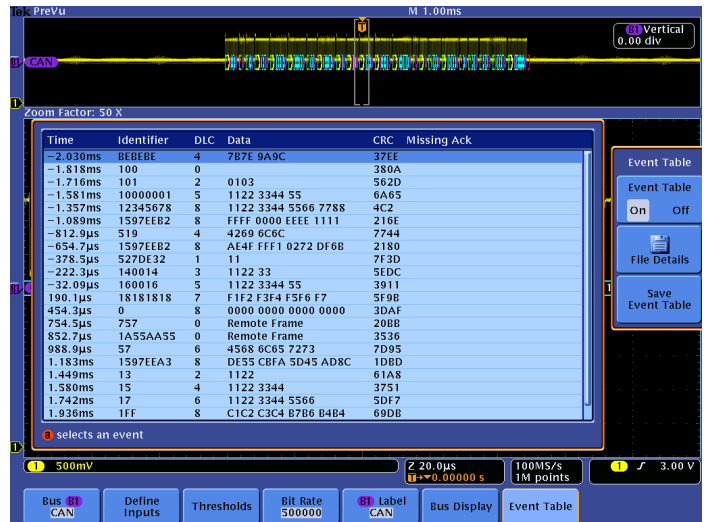 Tek PreVu M 1.00ms
T
B1 Vertical
0.00 div
B1 CAN
1
Zoom Factor: 50 X
Time Identifier DLC Data CRC Missing Ack
-2.030ms BEBEBE 4 7B7E 9A9C 37EE
-1.818ms 100 0 380A
-1.716ms 101 2 0103 562D
-1.581ms 10000001 5 1122 3344 55 6A65
-1.357ms 12345678 8 1122 3344 5566 7788 4C2
-1.089ms 1597EEB2 8 FFFF 0000 EEEE 1111 216E
-812.9µs 519 4 4269 6C6C 7744
-654.7µs 1597EEB2 8 AE4F FFF1 0272 DF6B 2180
-378.5µs 527DE32 1 11 7F3D
-222.3µs 140014 3 1122 33 5EDC
-32.09µs 160016 5 1122 3344 55 3911
190.1µs 18181818 7 F1F2 F3F4 F5F6 F7 5F9B
454.3µs 0 8 0000 0000 0000 0000 3DAF
754.5µs 757 0 Remote Frame 20BB
852.7µs 1A55AA55 0 Remote Frame 3536
988.9µs 57 6 4568 6C65 7273 7D95
1.183ms 1597EEA3 8 DE55 CBFA 5D45 AD8C 1DBD
1.449ms 13 2 1122 61A8
1.580ms 15 4 1122 3344 3751
1.742ms 17 6 1122 3344 5566 5DF7
1.936ms 1FF 8 C1C2 C3C4 B7B6 B4B4 69DB
a selects an event
Event Table
Event Table
On Off
File Details
Save
Event Table
B1
1
1 500mV
Z 20.0µs
T→▼0.00000 s
100MS/s
1M points
1 ∫ 3.00 V
Bus B1
CAN
Define
Inputs
Thresholds
Bit Rate
500000
B1 Label
CAN
Bus Display
Event Table